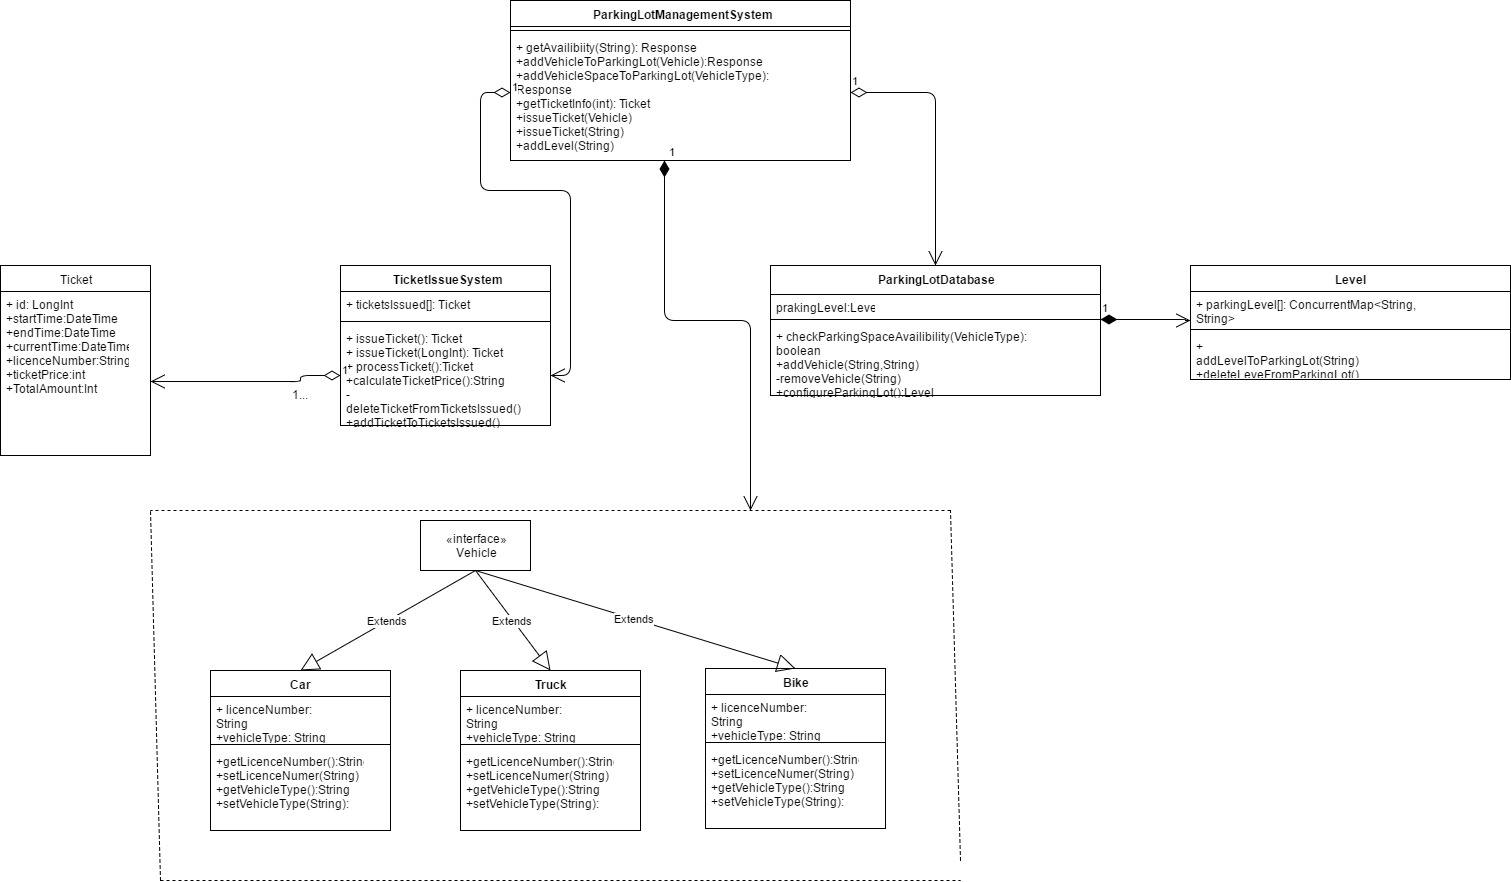 ParkingLotManagementSystem
+ getAvailibiity(String): Response
+addVehicleToParkingLot(Vehicle):Response
+addVehicleSpaceToParkingLot(VehicleType):
Response
+getTicketInfo(int): Ticket
+issueTicket(Vehicle)
+issueTicket(String)
+addLevel(String)
1
1
1
Ticket
+ id: LongInt
+startTime:DateTime
+endTime:DateTime
+currentTime:DateTime
+licenceNumber:String
+ticketPrice:int
+TotalAmount:Int
1...
1
TicketIssueSystem
+ ticketsIssued[]: Ticket
+ issueTicket(): Ticket
+ issueTicket(LongInt): Ticket
+ processTicket():Ticket
+calculateTicketPrice():String
-
deleteTicketFromTicketsIssued()
+addTicketToTicketsIssued()
ParkingLotDatabase
prakingLevel:Leve
+ checkParkingSpaceAvailibility(VehicleType):
boolean
+addVehicle(String,String)
-removeVehicle(String)
+configureParkingLot():Level
1
Level
+ parkingLevel[]: ConcurrentMap<String,
String>
+
addLevelToParkingLot(String)
+deleteLeveFromParkingLot()
«interface»
Vehicle
Extends
Extends
Extends
Car
+ licenceNumber:
String
+vehicleType: String
+getLicenceNumber():Strin
+setLicenceNumer(String)
+getVehicleType():String
+setVehicleType(String):
Truck
+ licenceNumber:
String
+vehicleType: String
+getLicenceNumber():Strin
+setLicenceNumer(String)
+getVehicleType():String
+setVehicleType(String):
Bike
+ licenceNumber:
String
+vehicleType: String
+getLicenceNumber():Strin
+setLicenceNumer(String)
+getVehicleType():String
+setVehicleType(String):